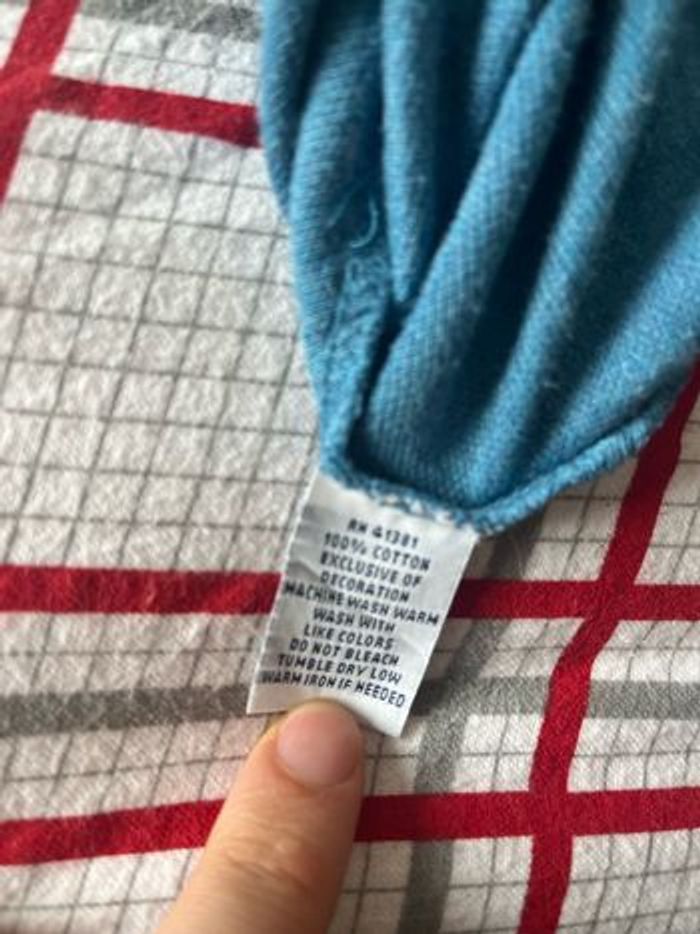 RN 41381
100% COTTON
EXCLUSIVE OF
DECORATION
MACHINE WASH WARM
WASH WITH
LIKE COLORS
DO NOT BLEACH
TUMBLE DRY LOW
WARM IRON IF NEEDED